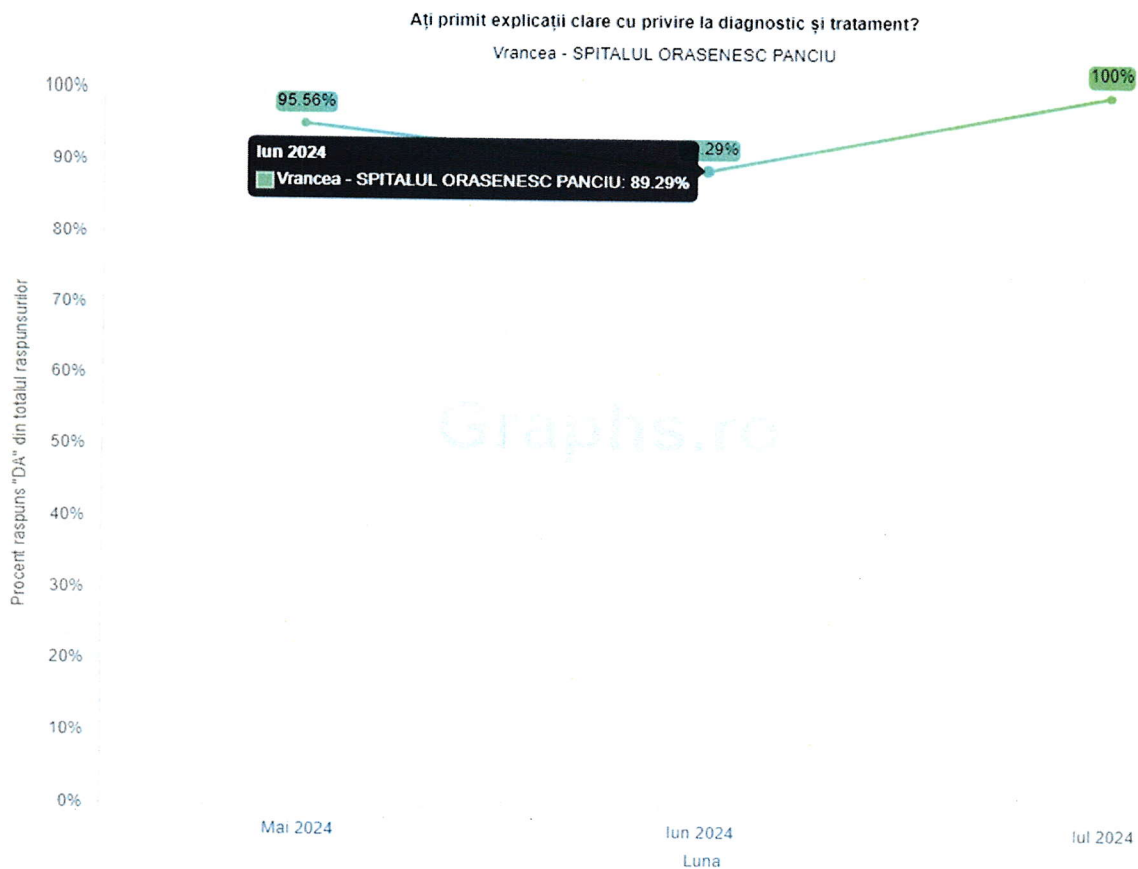 Ați primit explicații clare cu privire la diagnostic și tratament?
Vrancea - SPITALUL ORASENESC PANCIU
100%
95.56%
100%
.29%
Iun 2024
Vrancea - SPITALUL ORASENESC PANCIU: 89.29%
90%
80%
70%
60%
50%
40%
30%
20%
10%
0%
Procent raspuns "DA" din totalul raspunsurilor
Graphs.ro
Mai 2024
Iun 2024
Iul 2024
Luna